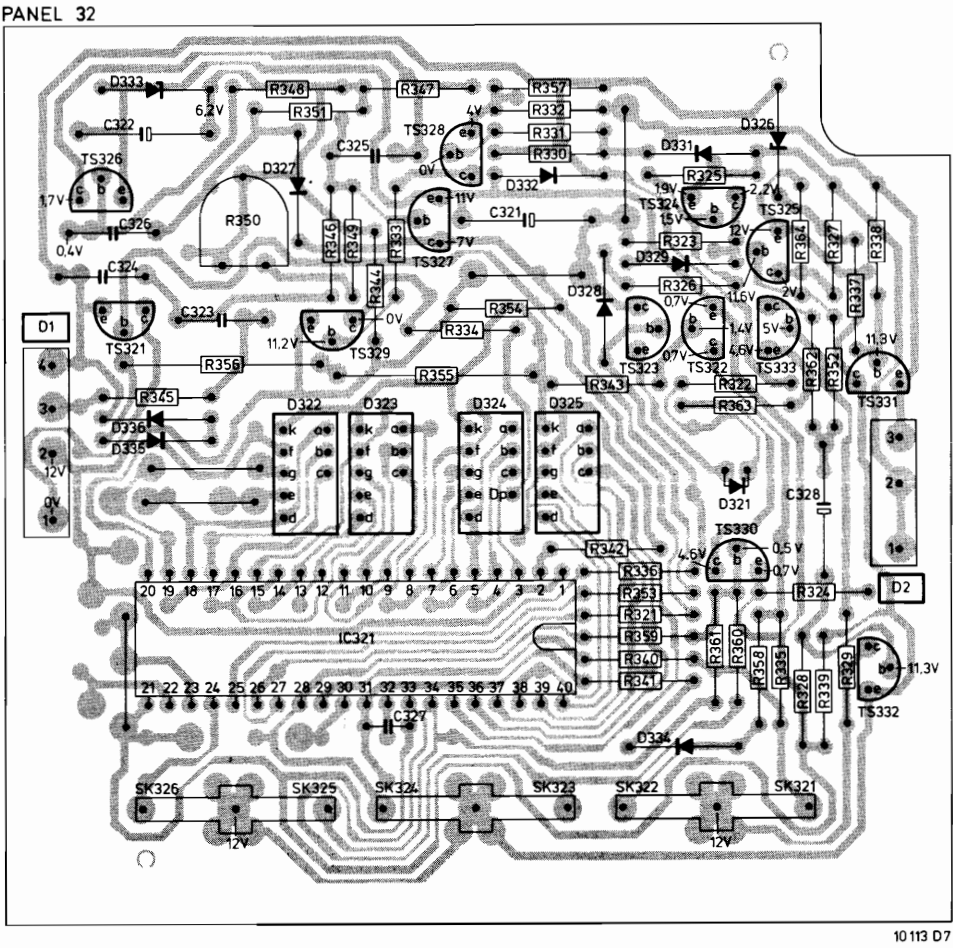 PANEL 32
D333
R348
R347
R357
6,2V
R351
4V
R332
C322
TS328
e
R331
D326
TS326
D327
C325
b
R330
D331
0V
c
D332
R325
b
1,7V
c
e
e
11V
1,9V
2,2V
TS324
e
c
R350
b
C321
1,5V
b
TS325
C326
R346
R349
R333
c
7V
12V
e
R364
R327
R338
0,4V
TS327
R323
D329
b
C324
R344
R326
11,6V
c
2V
D328
0,7V
R337
e
b
c
R354
c
c
c
D1
C323
c
e
0V
b
b
1,4V
5V
b
TS321
11,2V
b
R334
e
0,7V
e
4,6V
e
R362
R352
11,3V
TS329
TS323
TS322
TS333
b
4
R356
R355
R343
R322
c
e
R345
R363
TS331
3
D336
D322
D323
D324
D325
D335
k a
k a
k a
k a
3
2
f b
f b
f b
f b
12V
g c
g c
g c
g c
D321
C328
2
0V
e
e
e Dp
e
1
d
d
d
d
TS330
R342
b
0,5V
1
4,6V
c
e
0,7V
R336
20 19 18 17 16 15 14 13 12 11 10 9 8 7 6 5 4 3 2 1
R353
R324
D2
R321
IC321
R359
R361
R360
R358
R335
R328
R339
R329
c
R340
b
11,3V
21 22 23 24 25 26 27 28 29 30 31 32 33 34 35 36 37 38 39 40
R341
e
TS332
C327
D334
SK326
SK325
SK324
SK323
SK322
SK321
12V
12V
12V
10113 D7